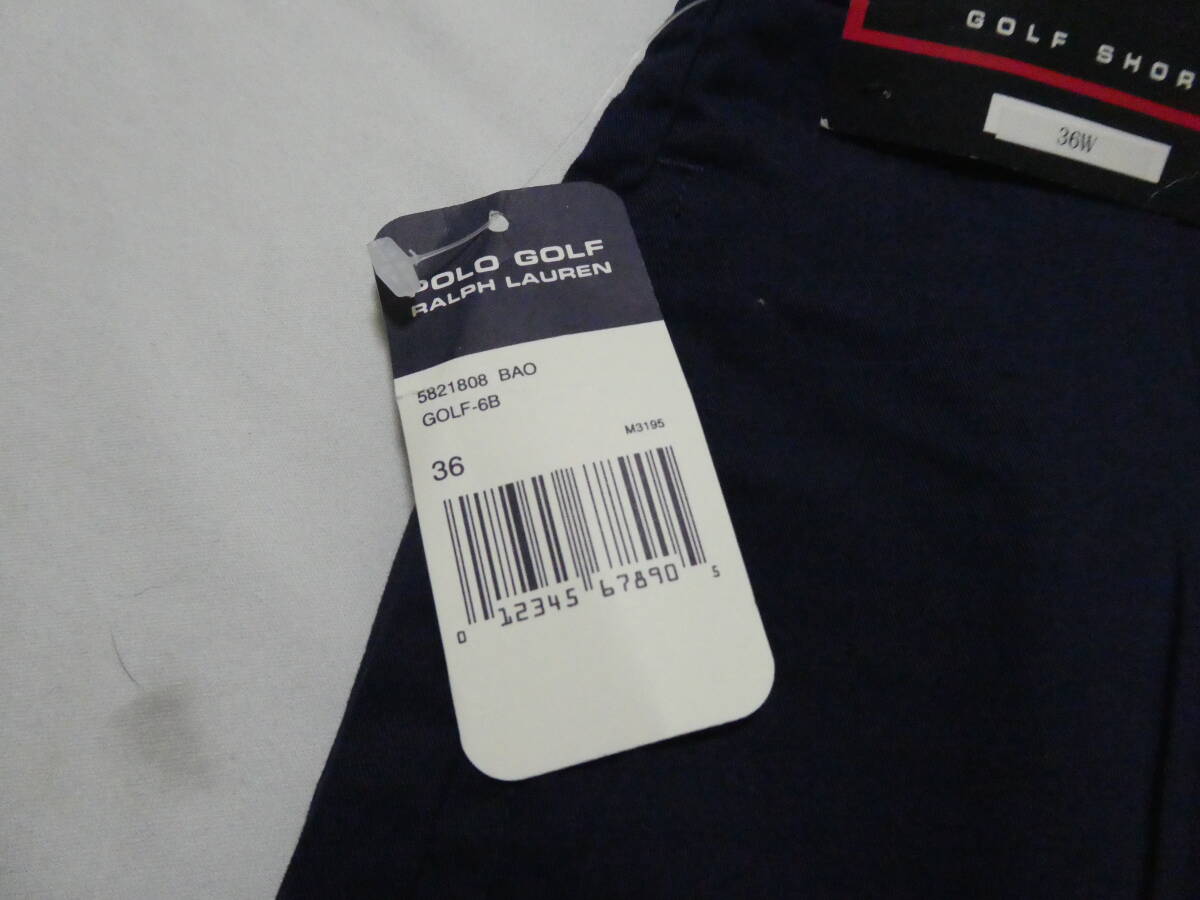 GOLF SHOR
36W
POLO GOLF
RALPH LAUREN
5821808 BAO
GOLF-6B
M3195
36
0 12345 67890 5